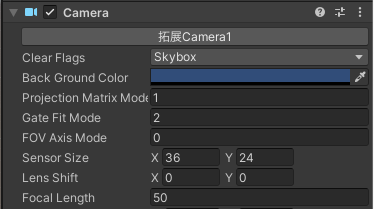 Camera
拓展Camera1
Clear Flags Skybox
Back Ground Color
Projection Matrix Mode 1
Gate Fit Mode 2
FOV Axis Mode 0
Sensor Size X 36 Y 24
Lens Shift X 0 Y 0
Focal Length 50